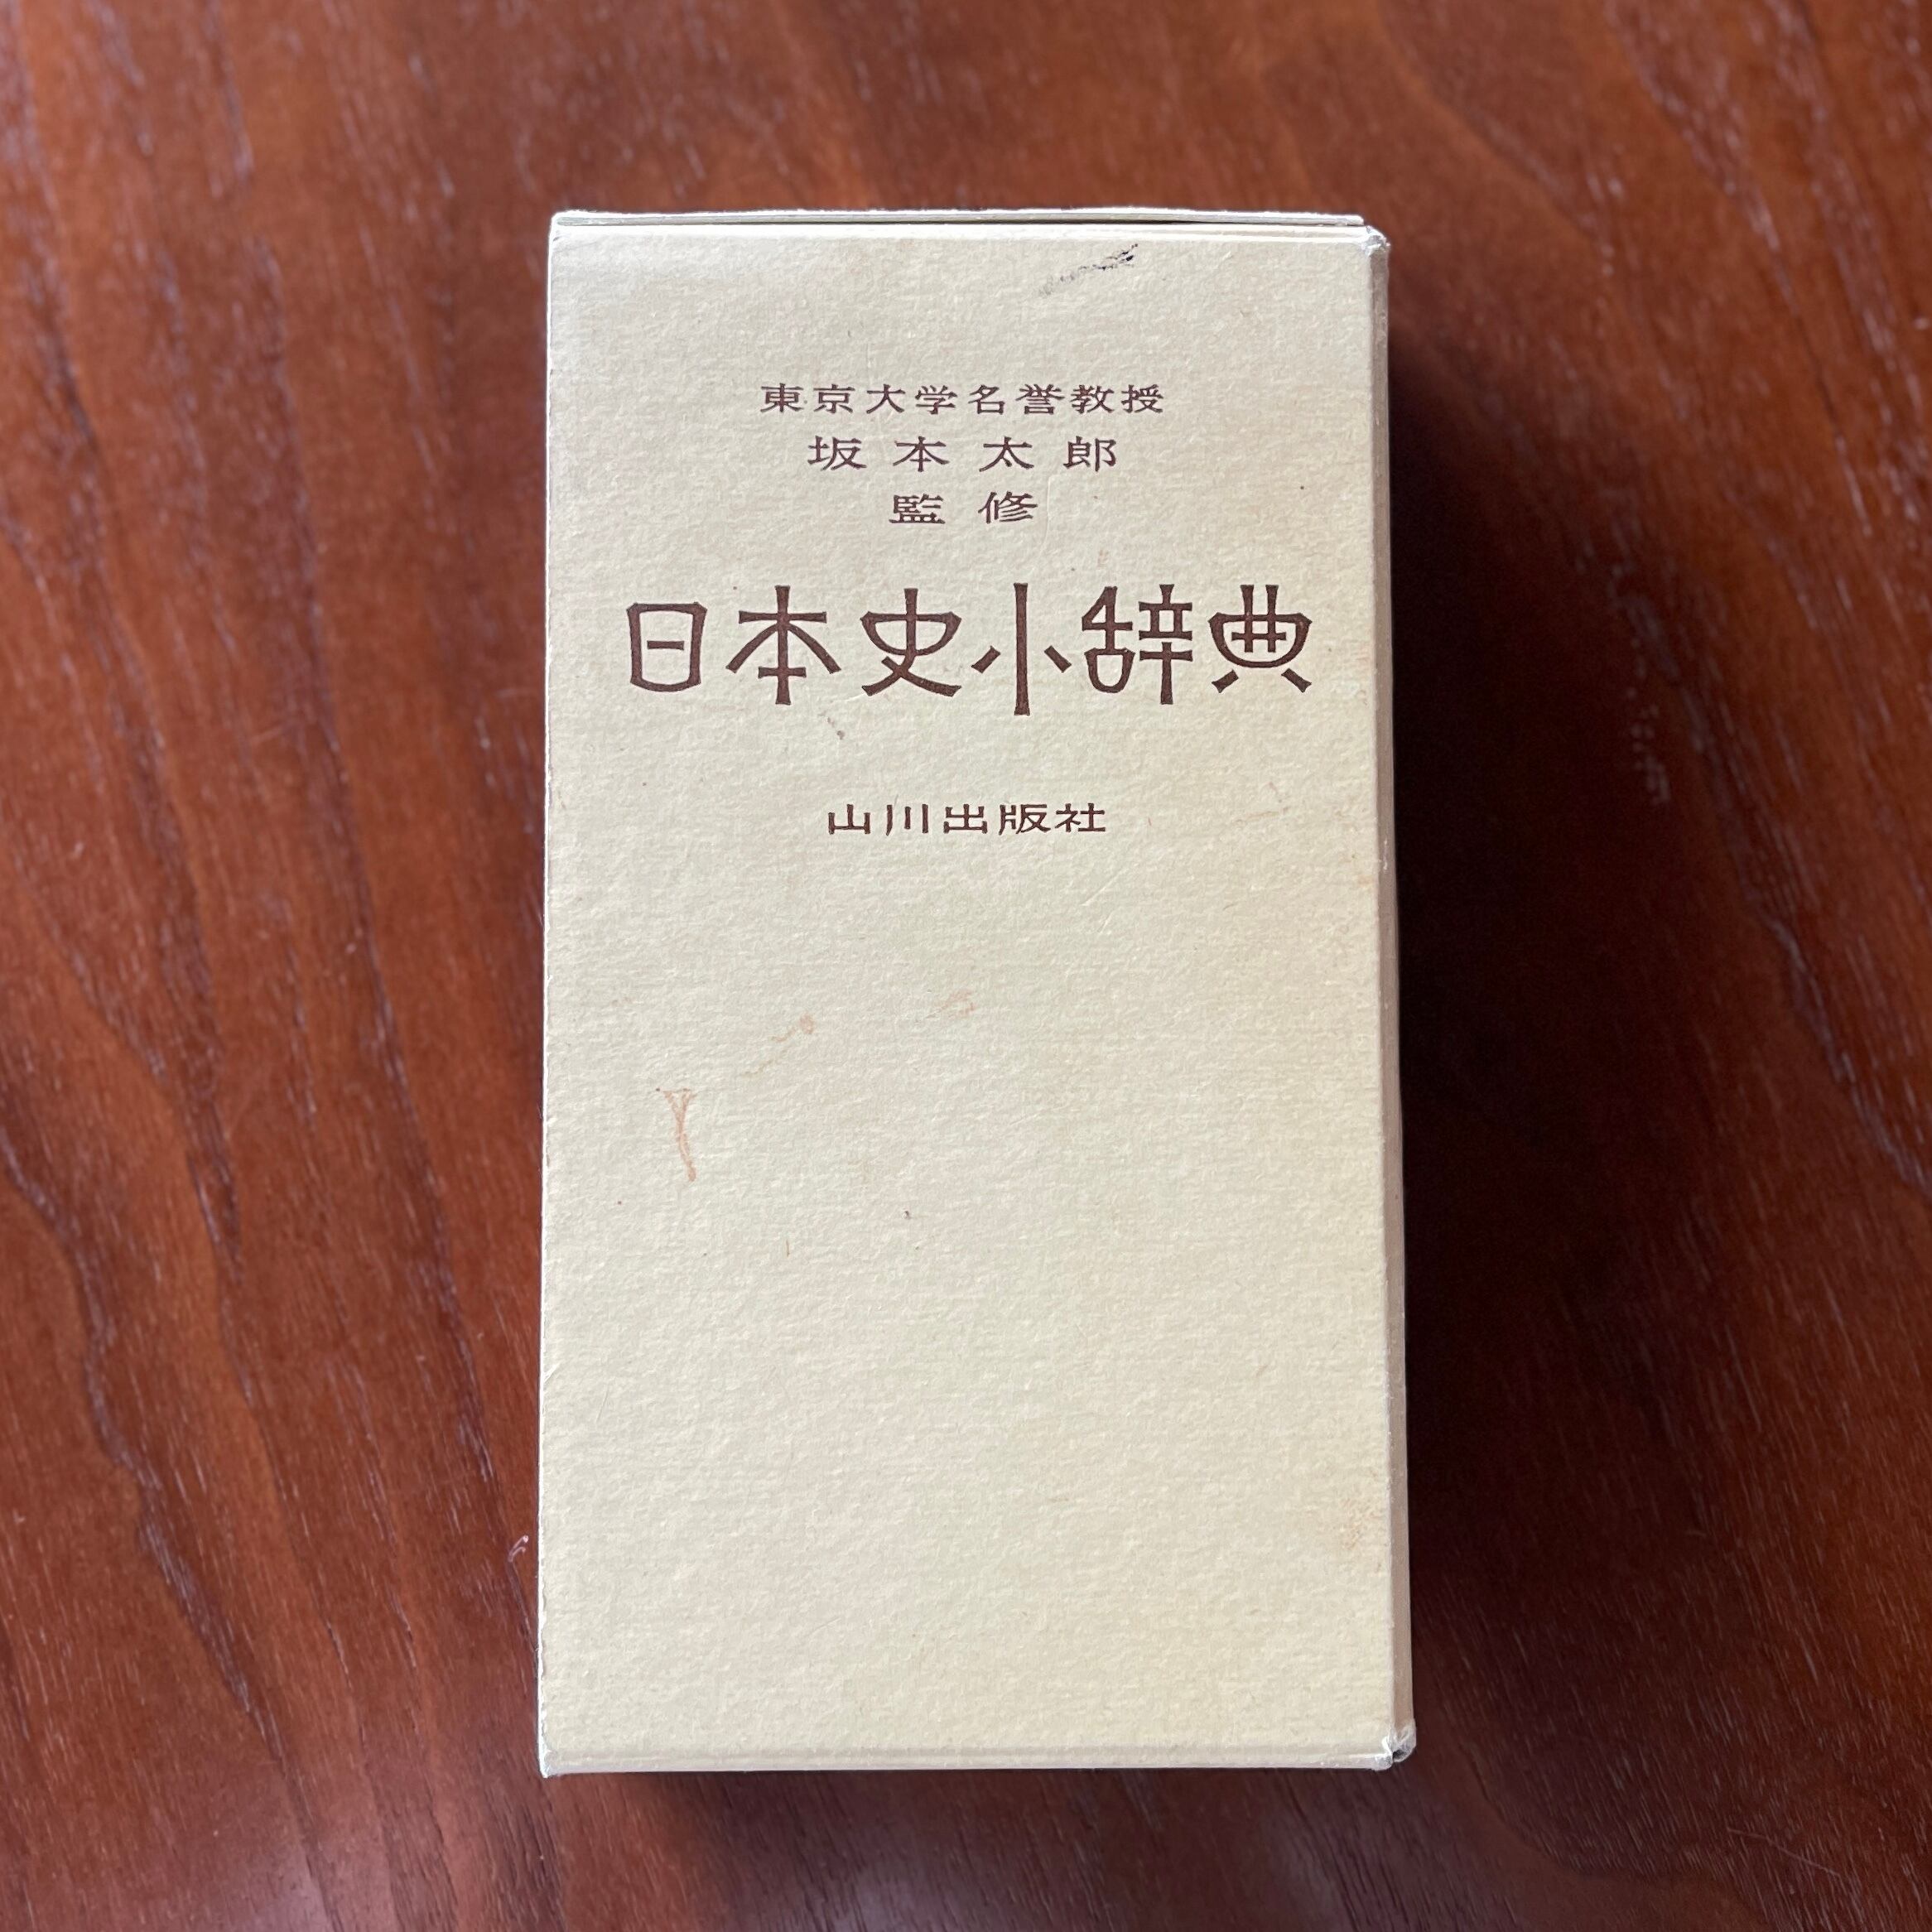 東京大学名誉教授
坂本太郎
監修
日本史小辞典
山川出版社